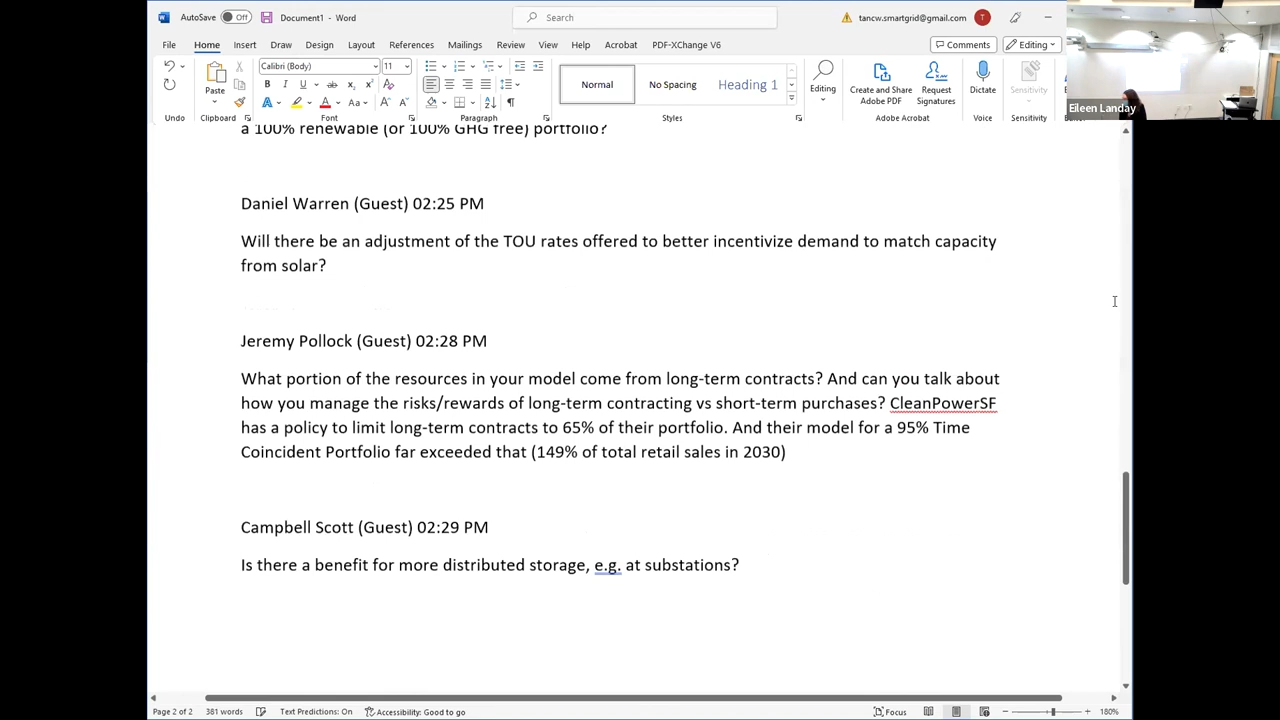 AutoSave Off Document1 - Word Search tancw.smartgrid@gmail.com T
File Home Insert Draw Design Layout References Mailings Review View Help Acrobat PDF-XChange V6 Comments Editing
Calibri (Body) 11
Paste
Normal No Spacing Heading 1
Editing Create and Share Adobe PDF Request Signatures Dictate Sensitivity
Undo Clipboard Font Paragraph Styles Adobe Acrobat Voice Sensitivity
Eileen Landay
a 100% renewable (or 100% GHG free) portfolio?
Daniel Warren (Guest) 02:25 PM
Will there be an adjustment of the TOU rates offered to better incentivize demand to match capacity
from solar?
Jeremy Pollock (Guest) 02:28 PM
What portion of the resources in your model come from long-term contracts? And can you talk about
how you manage the risks/rewards of long-term contracting vs short-term purchases? CleanPowerSF
has a policy to limit long-term contracts to 65% of their portfolio. And their model for a 95% Time
Coincident Portfolio far exceeded that (149% of total retail sales in 2030)
Campbell Scott (Guest) 02:29 PM
Is there a benefit for more distributed storage, e.g. at substations?
Page 2 of 2 381 words Text Predictions: On Accessibility: Good to go Focus 180%